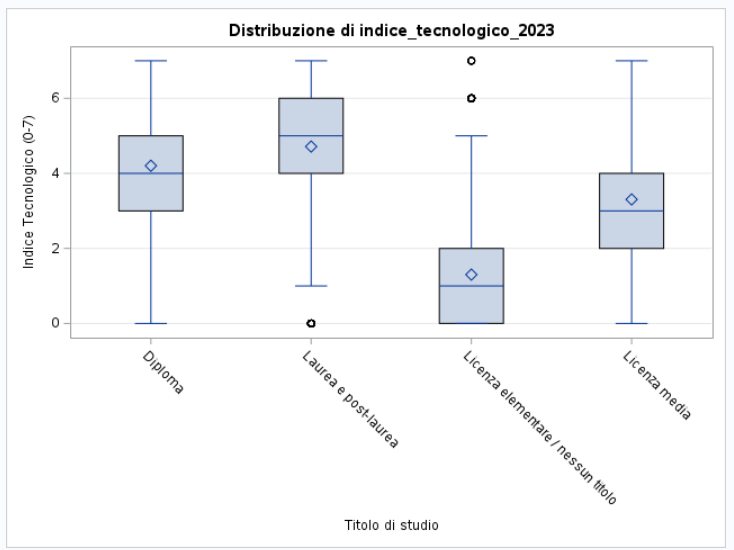 Distribuzione di indice_tecnologico_2023
Indice Tecnologico (0-7)
6
4
2
0
Diploma
Laurea e post-laurea
Licenza elementare / nessun titolo
Licenza media
Titolo di studio